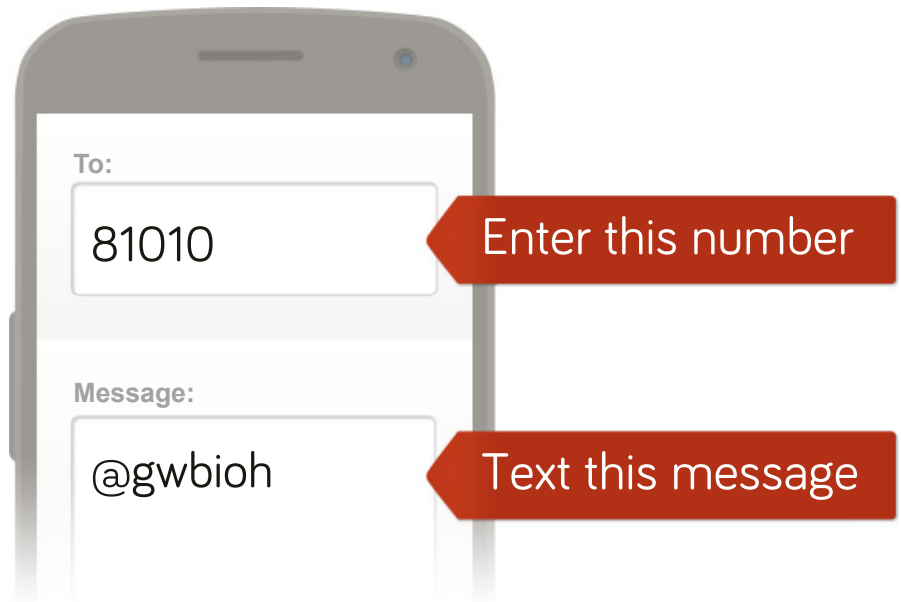 To:
81010
Enter this number
Message:
@gwbioh
Text this message